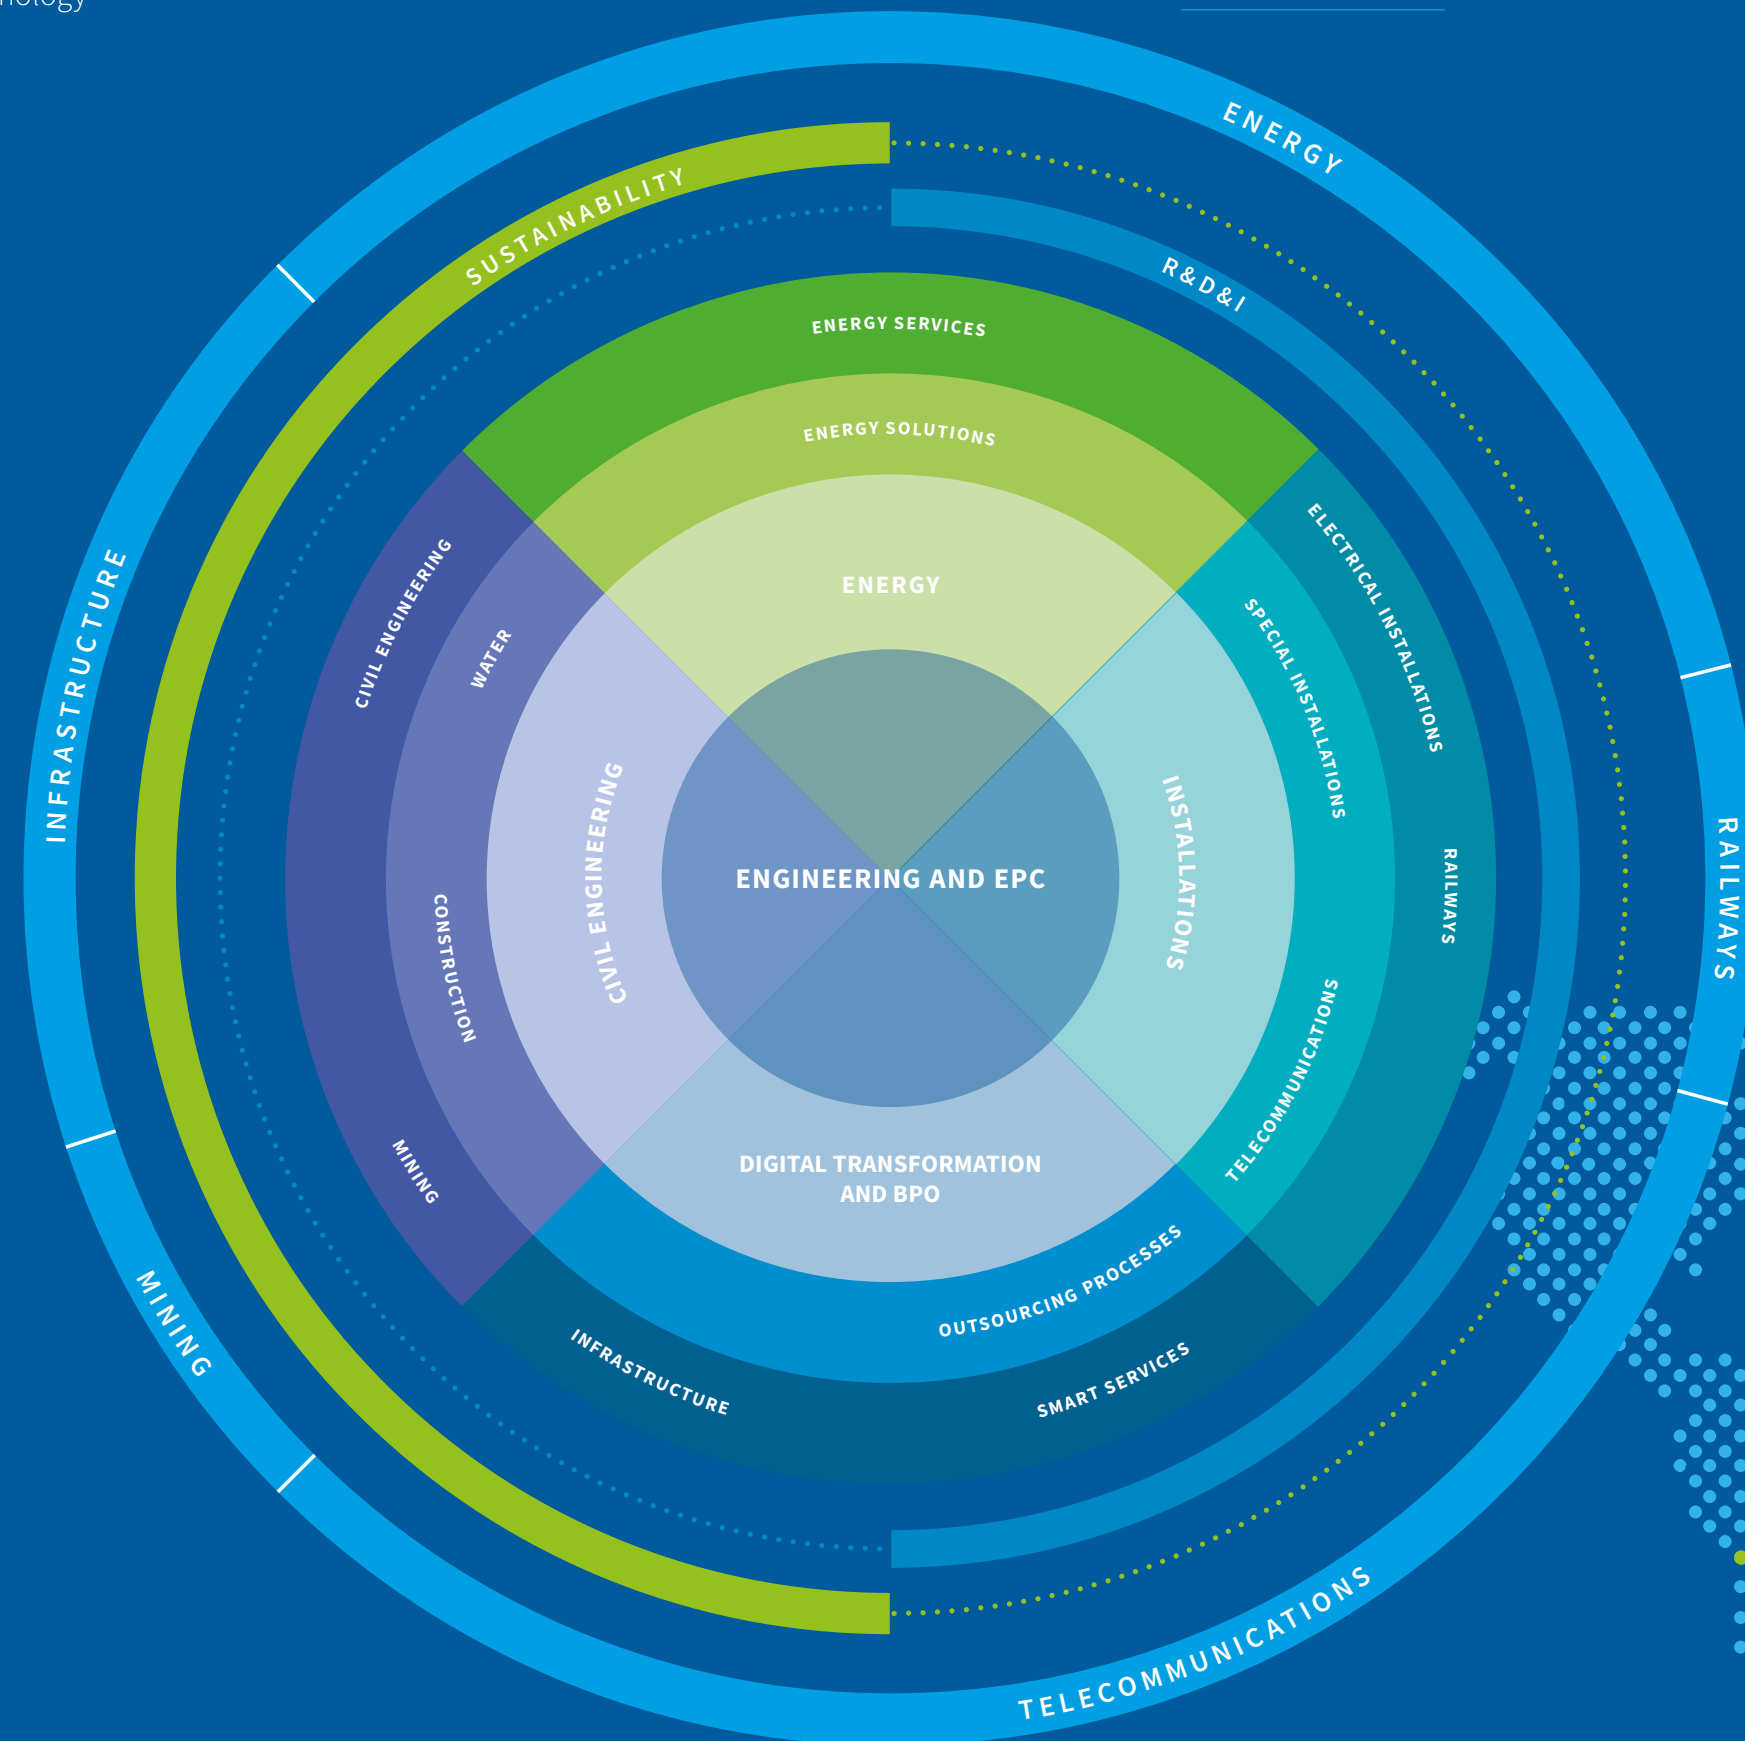 ENERGY
SUSTAINABILITY
R&D&I
ENERGY SERVICES
ENERGY SOLUTIONS
ENERGY
ELECTRICAL INSTALLATIONS
SPECIAL INSTALLATIONS
CIVIL ENGINEERING
WATER
INFRASTRUCTURE
CIVIL ENGINEERING
ENGINEERING AND EPC
INSTALLATIONS
RAILWAYS
RAILWAYS
CONSTRUCTION
TELECOMMUNICATIONS
MINING
DIGITAL TRANSFORMATION
AND BPO
OUTSOURCING PROCESSES
INFRASTRUCTURE
SMART SERVICES
MINING
TELECOMMUNICATIONS